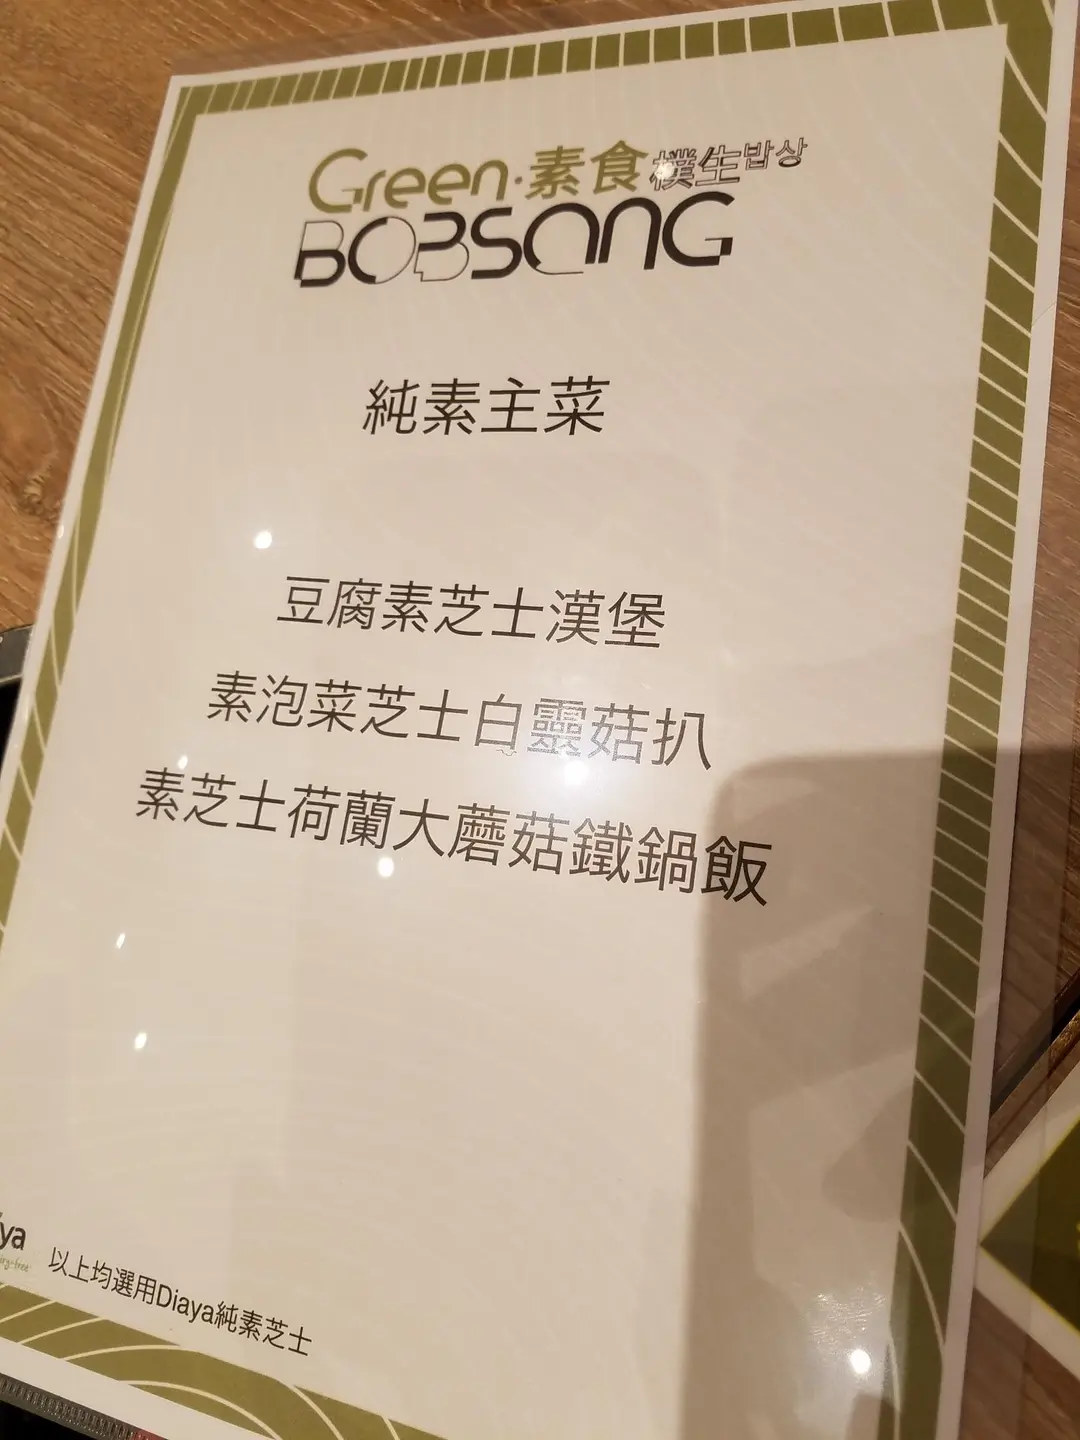 Green·素食樸生밥상
BOBSANG
純素主菜
豆腐素芝士漢堡
素泡菜芝士白靈菇扒
素芝士荷蘭大蘑菇鐵鍋飯
以上均選用Diaya純素芝士